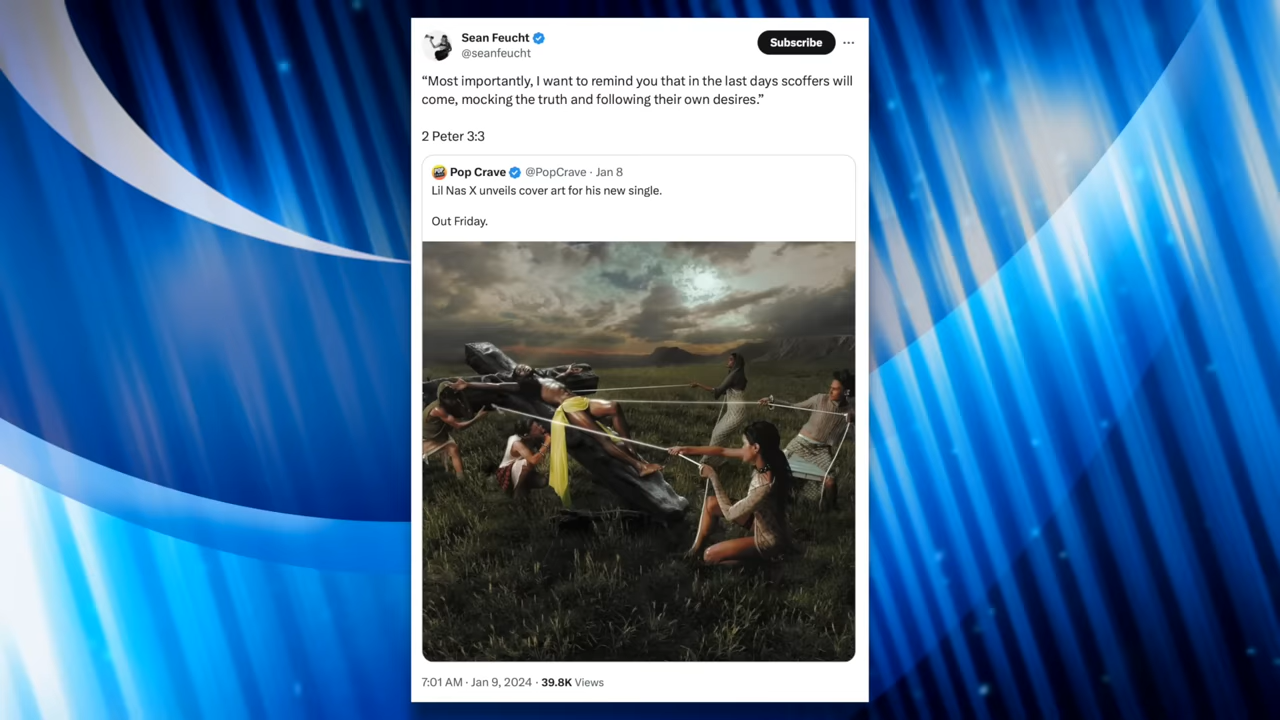 Sean Feucht
@seanfeucht
Subscribe
“Most importantly, I want to remind you that in the last days scoffers will
come, mocking the truth and following their own desires.”
2 Peter 3:3
Pop Crave @PopCrave · Jan 8
Lil Nas X unveils cover art for his new single.
Out Friday.
7:01 AM · Jan 9, 2024 · 39.8K Views